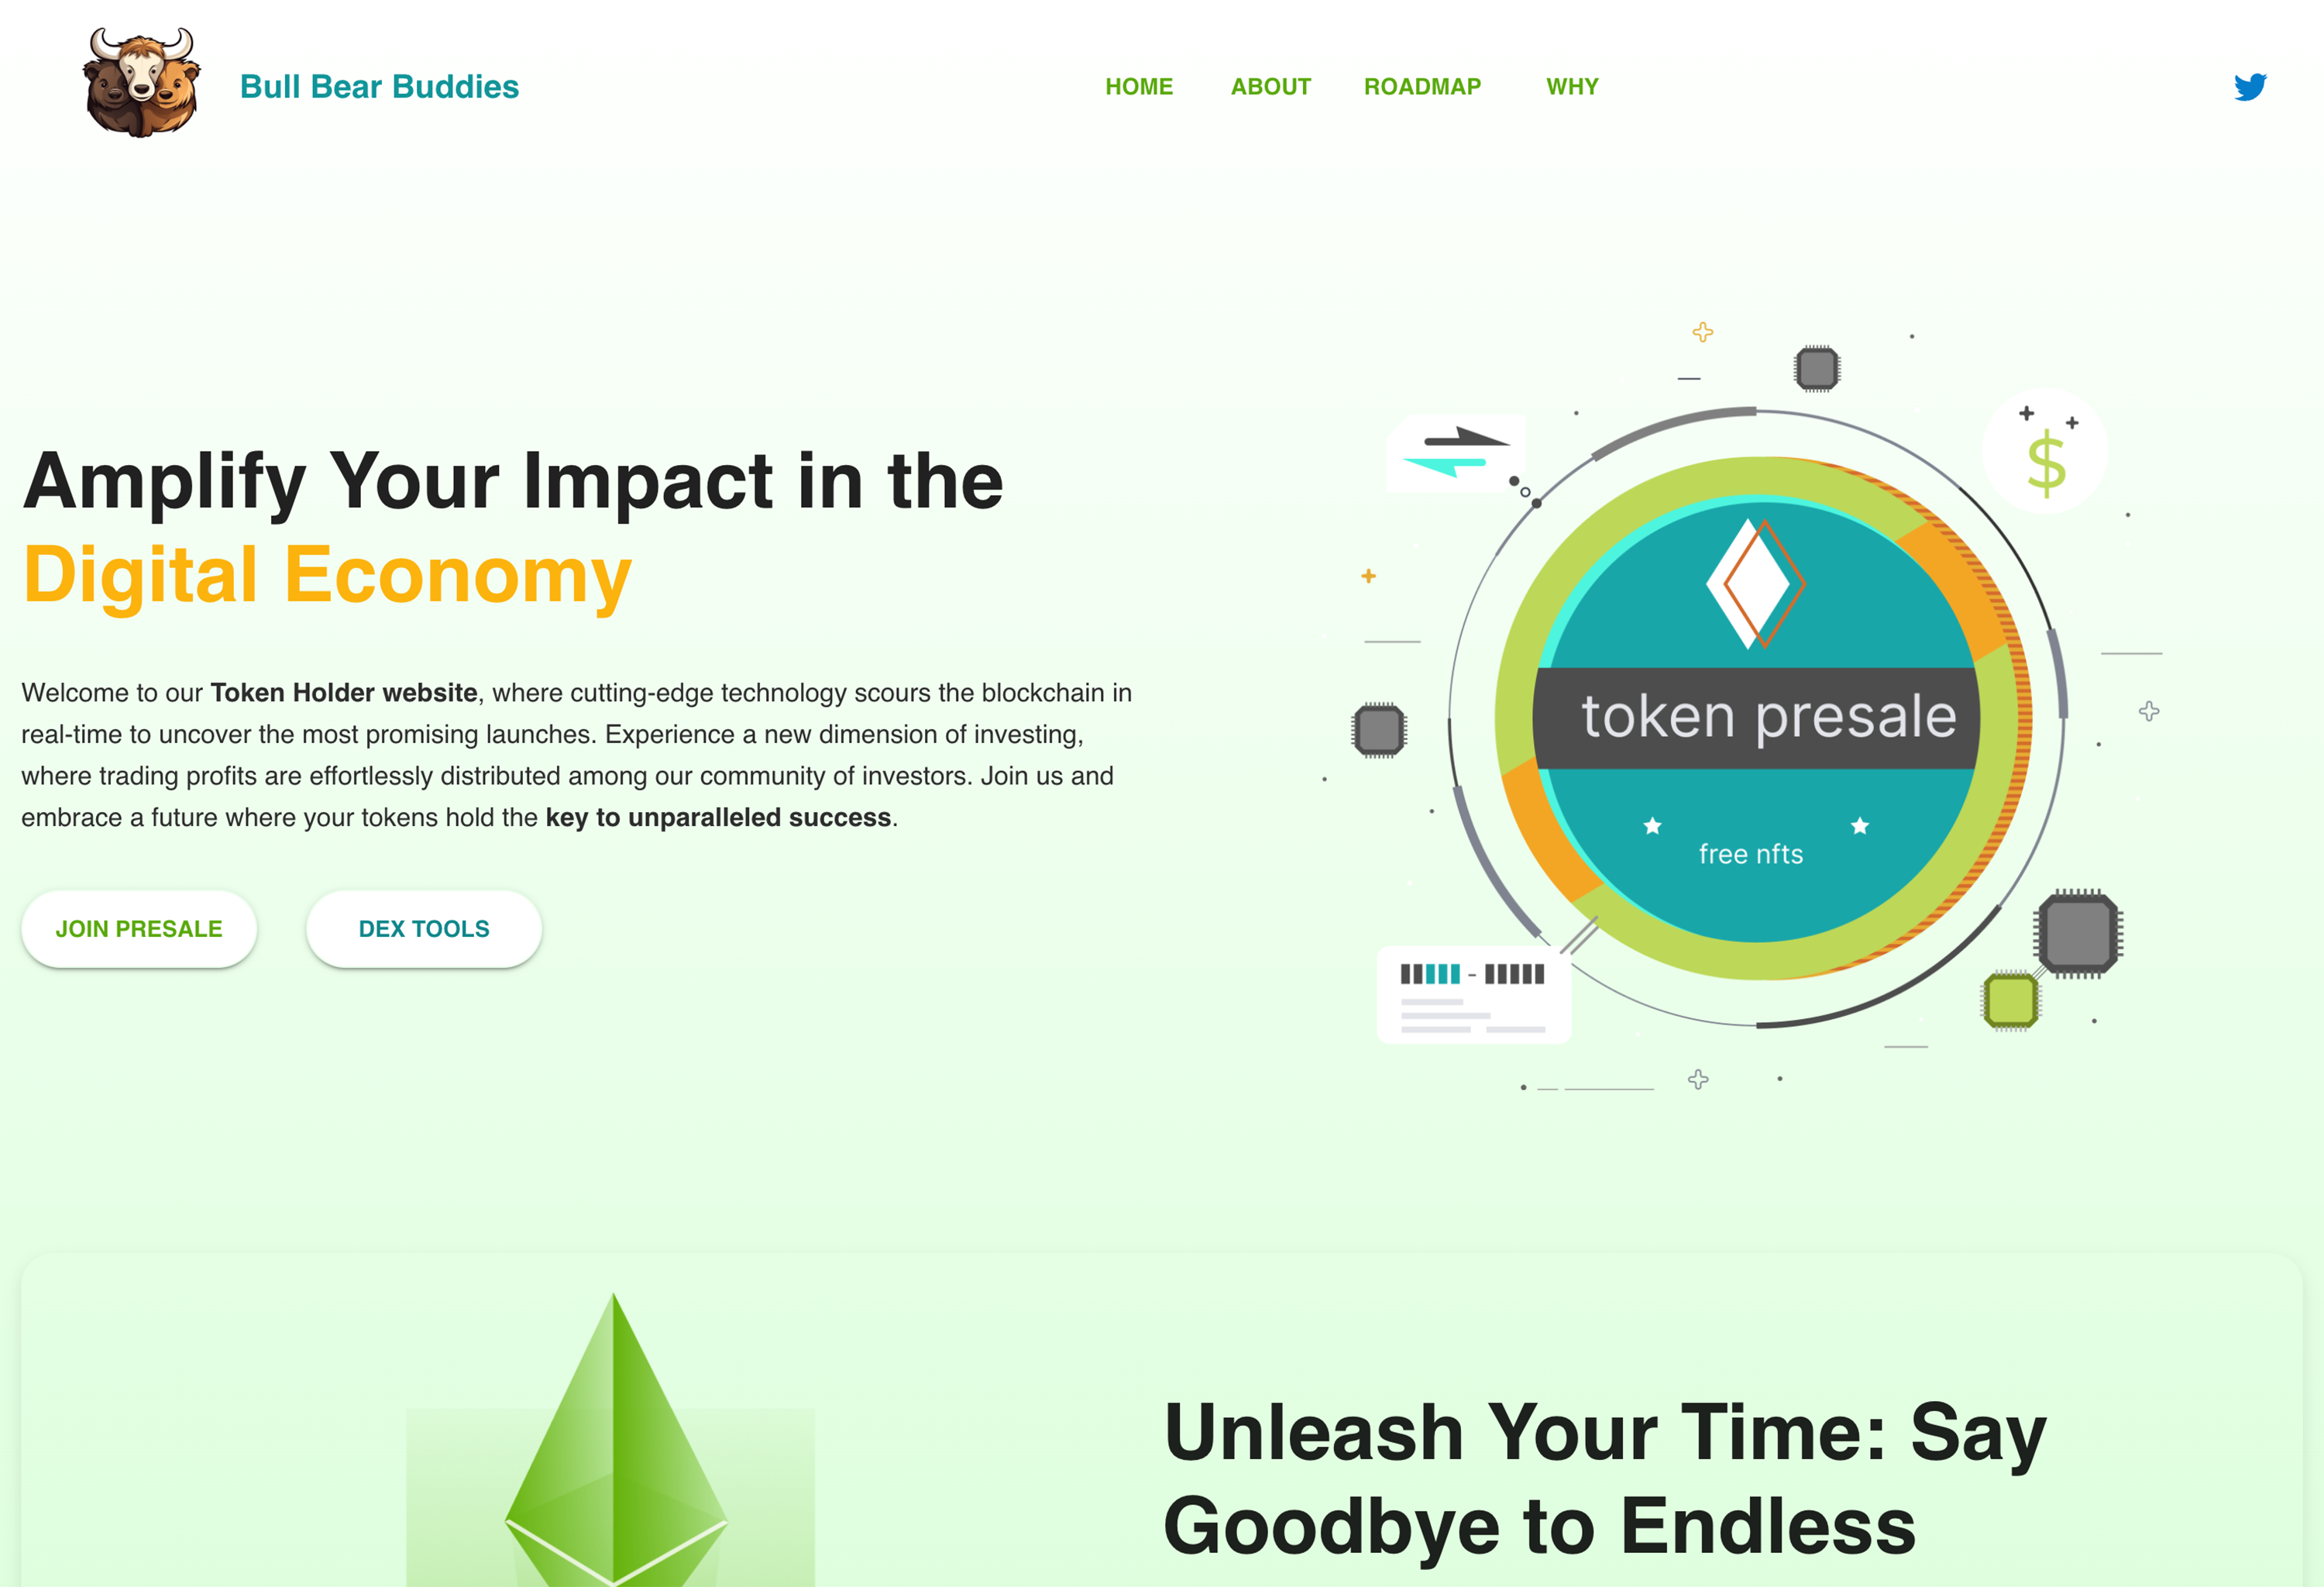 Bull Bear Buddies
HOME ABOUT ROADMAP WHY
Amplify Your Impact in the
Digital Economy
Welcome to our Token Holder website, where cutting-edge technology scours the blockchain in
real-time to uncover the most promising launches. Experience a new dimension of investing,
where trading profits are effortlessly distributed among our community of investors. Join us and
embrace a future where your tokens hold the key to unparalleled success.
JOIN PRESALE DEX TOOLS
$
token presale
free nfts
Unleash Your Time: Say
Goodbye to Endless